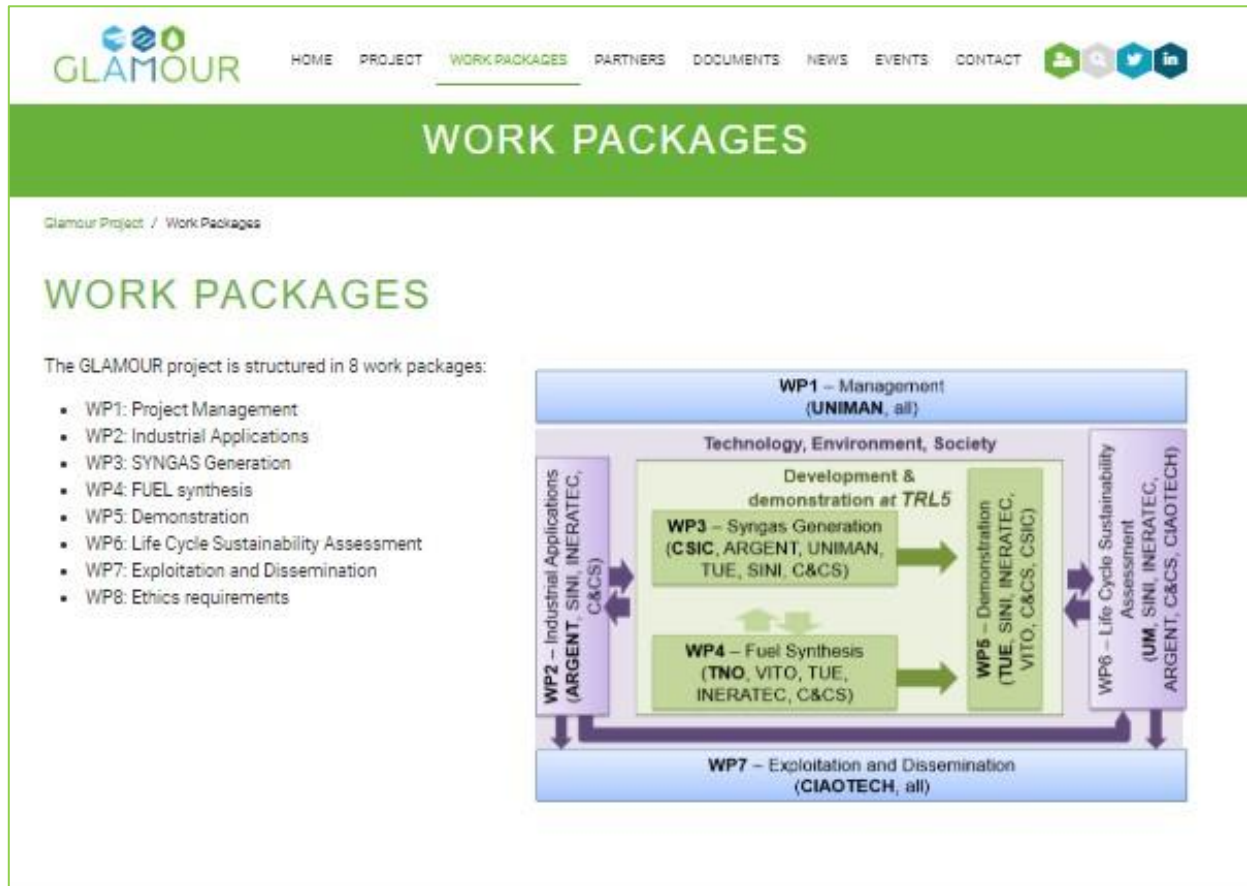 GLAMOUR
HOME PROJECT WORK PACKAGES PARTNERS DOCUMENTS NEWS EVENTS CONTACT
in
WORK PACKAGES
Glamour Project / Work Packages
WORK PACKAGES
The GLAMOUR project is structured in 8 work packages:
• WP1: Project Management
• WP2: Industrial Applications
• WP3: SYNGAS Generation
• WP4: FUEL synthesis
• WP5: Demonstration
• WP6: Life Cycle Sustainability Assessment
• WP7: Exploitation and Dissemination
• WP8: Ethics requirements
WP1 – Management
(UNIMAN, all)
Technology, Environment, Society
WP2 – Industrial Applications
(ARGENT, SINI, INERATEC,
C&CS)
Development &
demonstration at TRL5
WP3 – Syngas Generation
(CSIC, ARGENT, UNIMAN,
TUE, SINI, C&CS)
WP4 – Fuel Synthesis
(TNO, VITO, TUE,
INERATEC, C&CS)
WP5 – Demonstration
(TUE, SINI, INERATEC,
VITO, C&CS, CSIC)
WP6 – Life Cycle Sustainability
Assessment
(UM, SINI, INERATEC,
ARGENT, C&CS, CIAOTECH)
WP7 – Exploitation and Dissemination
(CIAOTECH, all)